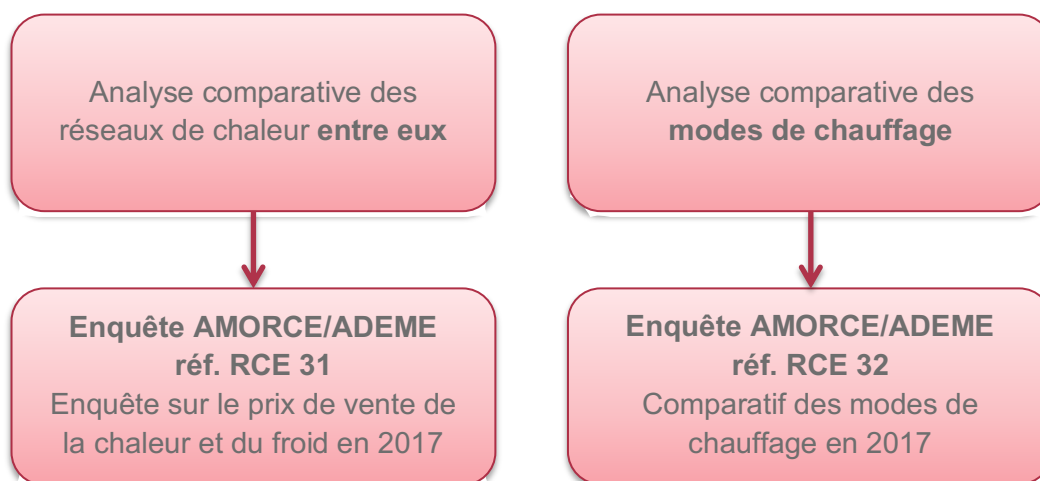 Analyse comparative des
réseaux de chaleur entre eux
Analyse comparative des
modes de chauffage
Enquête AMORCE/ADEME
réf. RCE 31
Enquête sur le prix de vente de
la chaleur et du froid en 2017
Enquête AMORCE/ADEME
réf. RCE 32
Comparatif des modes de
chauffage en 2017